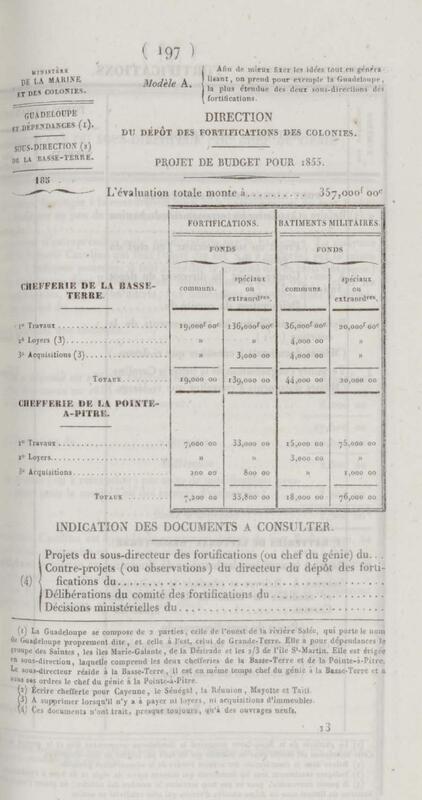 ( 197 )
MINISTÈRE
DE LA MARINE
ET DES COLONIES.
GUADELOUPE
ET DÉPENDANCES (1).
SOUS-DIRECTION (2)
DE LA BASSE-TERRE.
185
Modèle A.
Afin de mieux fixer les idées tout en généra
lisant, on prend pour exemple la Guadeloupe,
la plus étendue des deux sous-directions des
fortifications.
DIRECTION
DU DÉPÔT DES FORTIFICATIONS DES COLONIES.
PROJET DE BUDGET POUR 1855.
L'évaluation totale monte à.......... 357,000f 00c
FORTIFICATIONS. BATIMENTS MILITAIRES.
FONDS FONDS
communs. spéciaux ou extraordres. communs. spéciaux ou extraordres.
CHEFFERIE DE LA BASSE-
TERRE.
1° Travaux 19,000f 00c 136,000f 00c 36,000f 00c 20,000f 00c
2° Loyers (3) » » 4,000 00 »
3° Acquisitions (3) » 3,000 00 4,000 00 »
TOTAUX 19,000 00 139,000 00 44,000 00 20,000 00
CHEFFERIE DE LA POINTE-
A-PITRE.
1° Travaux 7,000 00 33,000 00 15,000 00 75,000 00
2° Loyers » » 3,000 00 »
3° Acquisitions 200 00 800 00 » 1,000 00
TOTAUX 7,200 00 33,800 00 18,000 00 76,000 00
INDICATION DES DOCUMENTS A CONSULTER.
(4)
Projets du sous-directeur des fortifications (ou chef du génie) du...
Contre-projets (ou observations) du directeur du dépôt des forti-
fications du
Délibérations du comité des fortifications du
Décisions ministérielles du
(1) La Guadeloupe se compose de 2 parties, celle de l'ouest de la rivière Salée, qui porte le nom
de Guadeloupe proprement dite, et celle à l'est, celui de Grande-Terre. Elle a pour dépendances le
groupe des Saintes, les îles Marie-Galante, de la Désirade et les 2/3 de l'île St-Martin. Elle est érigée
en sous-direction, laquelle comprend les deux chefferies de la Basse-Terre et de la Pointe-à-Pitre.
Le sous-directeur réside à la Basse-Terre, il est en même temps chef du génie à la Basse-Terre et a
sous ses ordres le chef du génie à la Pointe-à-Pitre.
(2) Écrire chefferie pour Cayenne, le Sénégal, la Réunion, Mayotte et Taïti.
(3) A supprimer lorsqu'il n'y a à payer ni loyers, ni acquisitions d'immeubles.
(4) Ces documents n'ont trait, presque toujours, qu'à des ouvrages neufs.
13